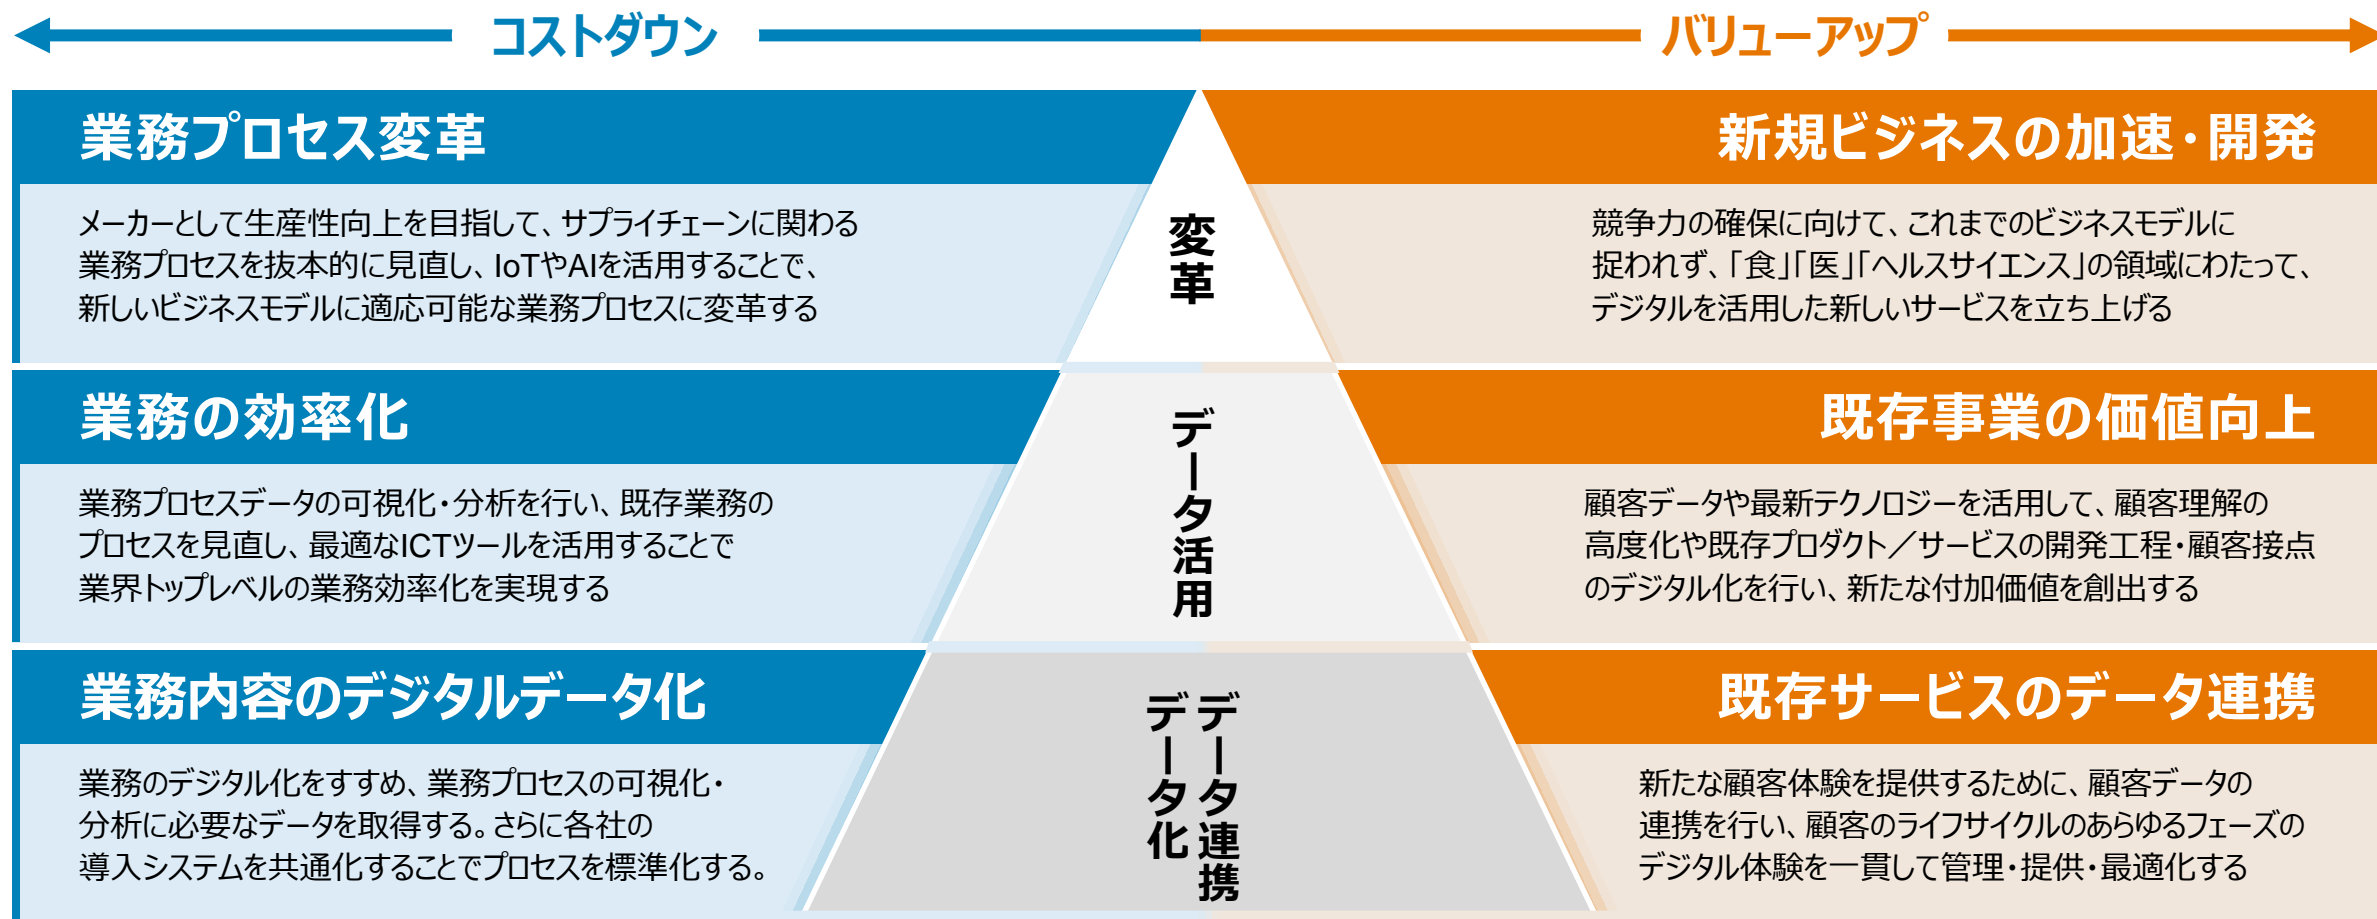 コストダウン
バリューアップ
業務プロセス変革
メーカーとして生産性向上を目指して、サプライチェーンに関わる
業務プロセスを抜本的に見直し、IoTやAIを活用することで、
新しいビジネスモデルに適応可能な業務プロセスに変革する
変革
新規ビジネスの加速・開発
競争力の確保に向けて、これまでのビジネスモデルに
捉われず、「食」「医」「ヘルスサイエンス」の領域にわたって、
デジタルを活用した新しいサービスを立ち上げる
業務の効率化
業務プロセスデータの可視化・分析を行い、既存業務の
プロセスを見直し、最適なICTツールを活用することで
業界トップレベルの業務効率化を実現する
データ活用
既存事業の価値向上
顧客データや最新テクノロジーを活用して、顧客理解の
高度化や既存プロダクト／サービスの開発工程・顧客接点
のデジタル化を行い、新たな付加価値を創出する
業務内容のデジタルデータ化
業務のデジタル化をすすめ、業務プロセスの可視化・
分析に必要なデータを取得する。さらに各社の
導入システムを共通化することでプロセスを標準化する。
データ連携
データ化
既存サービスのデータ連携
新たな顧客体験を提供するために、顧客データの
連携を行い、顧客のライフサイクルのあらゆるフェーズの
デジタル体験を一貫して管理・提供・最適化する